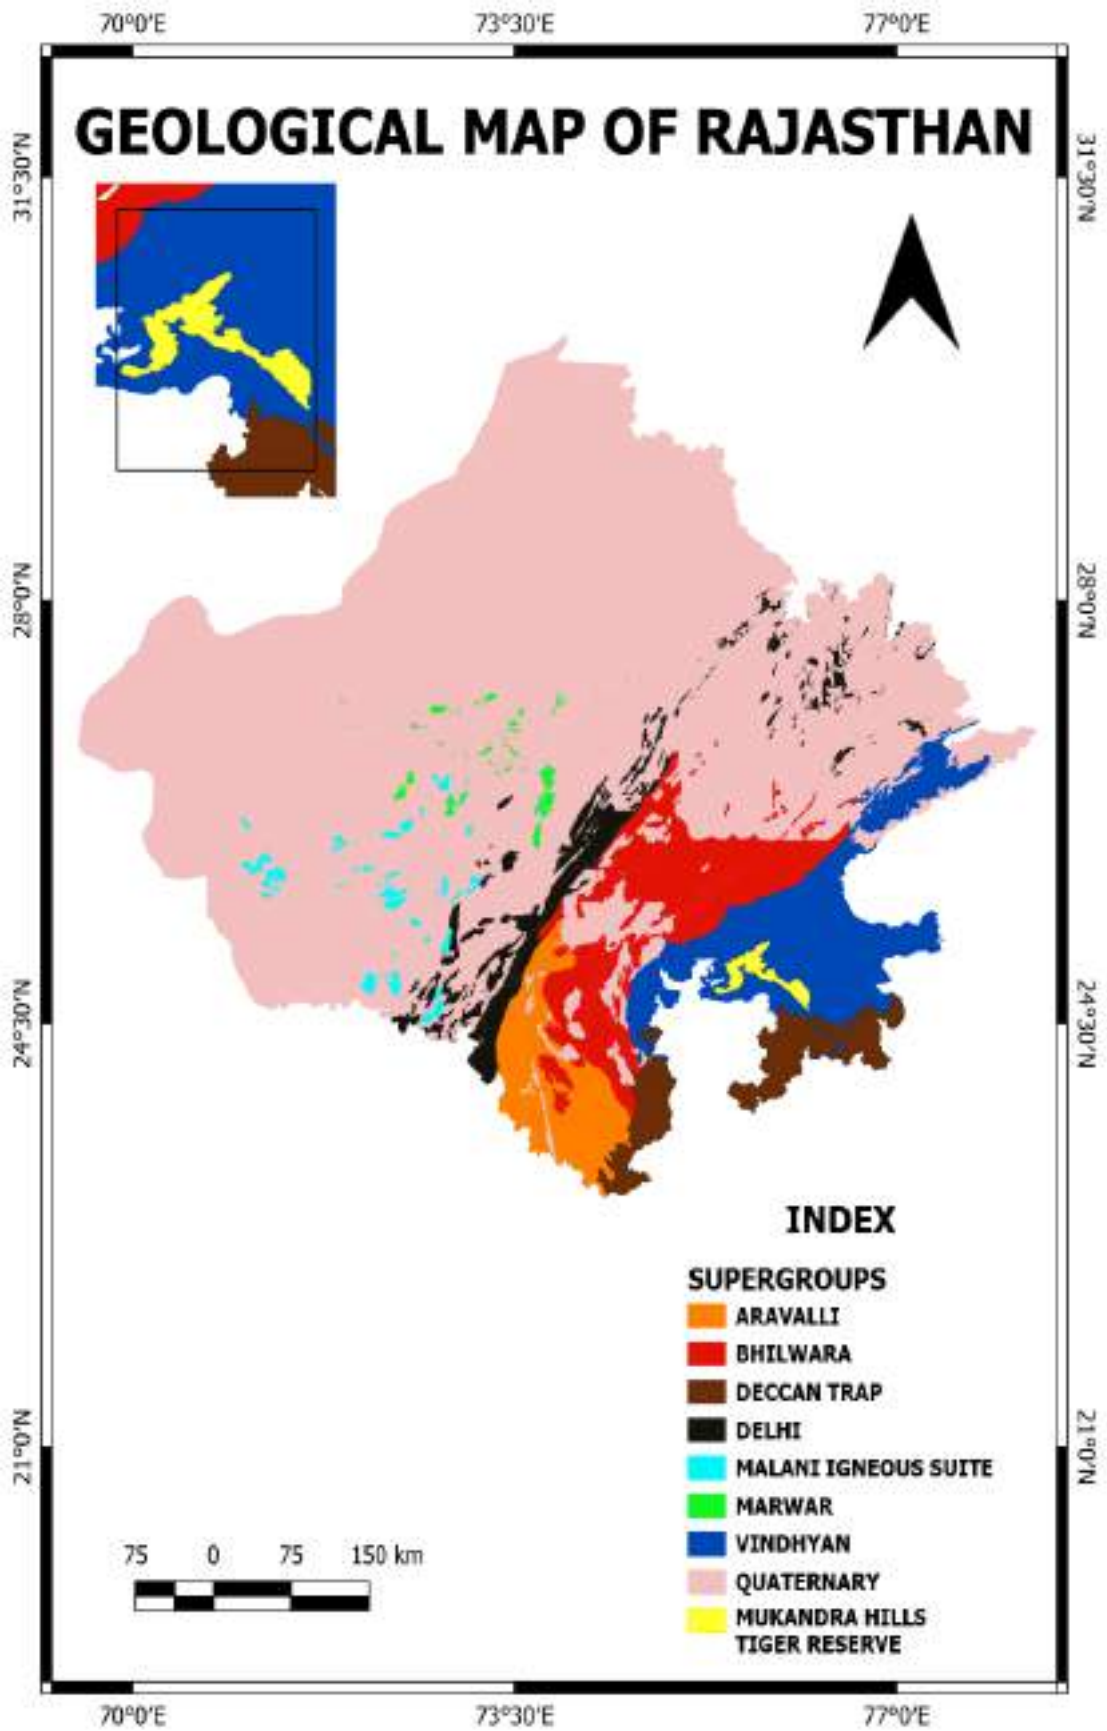 70°0'E 73°30'E 77°0'E
GEOLOGICAL MAP OF RAJASTHAN
31°30'N 31°30'N
28°0'N 28°0'N
24°30'N 24°30'N
INDEX
SUPERGROUPS
ARAVALLI
BHILWARA
DECCAN TRAP
DELHI
21°0'N 21°0'N
MALANI IGNEOUS SUITE
MARWAR
VINDHYAN
75 0 75 150 km
QUATERNARY
MUKANDRA HILLS
TIGER RESERVE
70°0'E 73°30'E 77°0'E